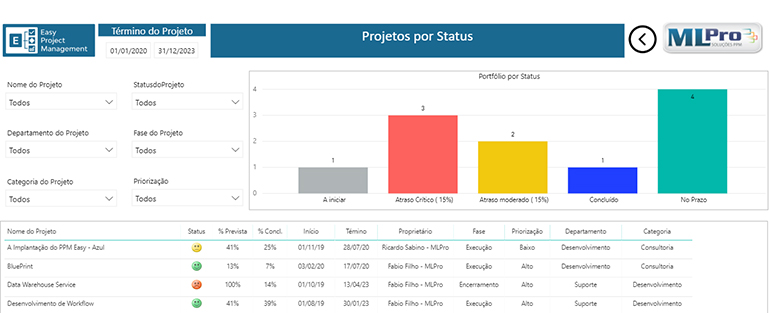 E
Easy
Project
Management
Término do Projeto
01/01/2020 31/12/2023
Projetos por Status
MLPro
SOLUÇÕES PPM
Nome do Projeto StatusdoProjeto
Todos Todos
Departamento do Projeto Fase do Projeto
Todos Todos
Categoria do Projeto Priorização
Todos Todos
Portfólio por Status
4
3
2
1
0
1 3 2 1 4
A iniciar Atraso Crítico ( 15%) Atraso moderado ( 15%) Concluído No Prazo
Nome do Projeto Status % Prevista % Concl. Início Témino Proprietário Fase Priorização Departamento Categoria
A Implantação do PPM Easy - Azul 41% 25% 01/11/19 28/07/20 Ricardo Sabino - MLPro Execução Baixo Desenvolvimento Consultoria
BluePrint 13% 7% 03/02/20 17/07/20 Fabio Filho - MLPro Execução Alto Desenvolvimento Consultoria
Data Warehouse Service 100% 14% 01/10/19 13/04/23 Fabio Filho - MLPro Encerramento Alto Suporte Desenvolvimento
Desenvolvimento de Workflow 41% 39% 01/08/19 30/01/23 Fabio Filho - MLPro Execução Alto Suporte Desenvolvimento